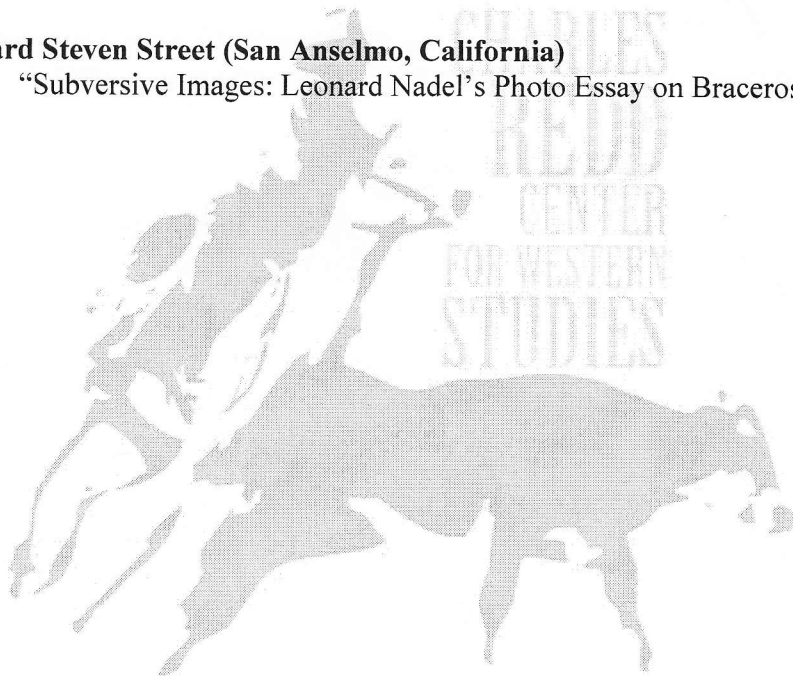 ard Steven Street (San Anselmo, California)
“Subversive Images: Leonard Nadel’s Photo Essay on Braceros
CHARLES
REDD
CENTER
FOR WESTERN
STUDIES